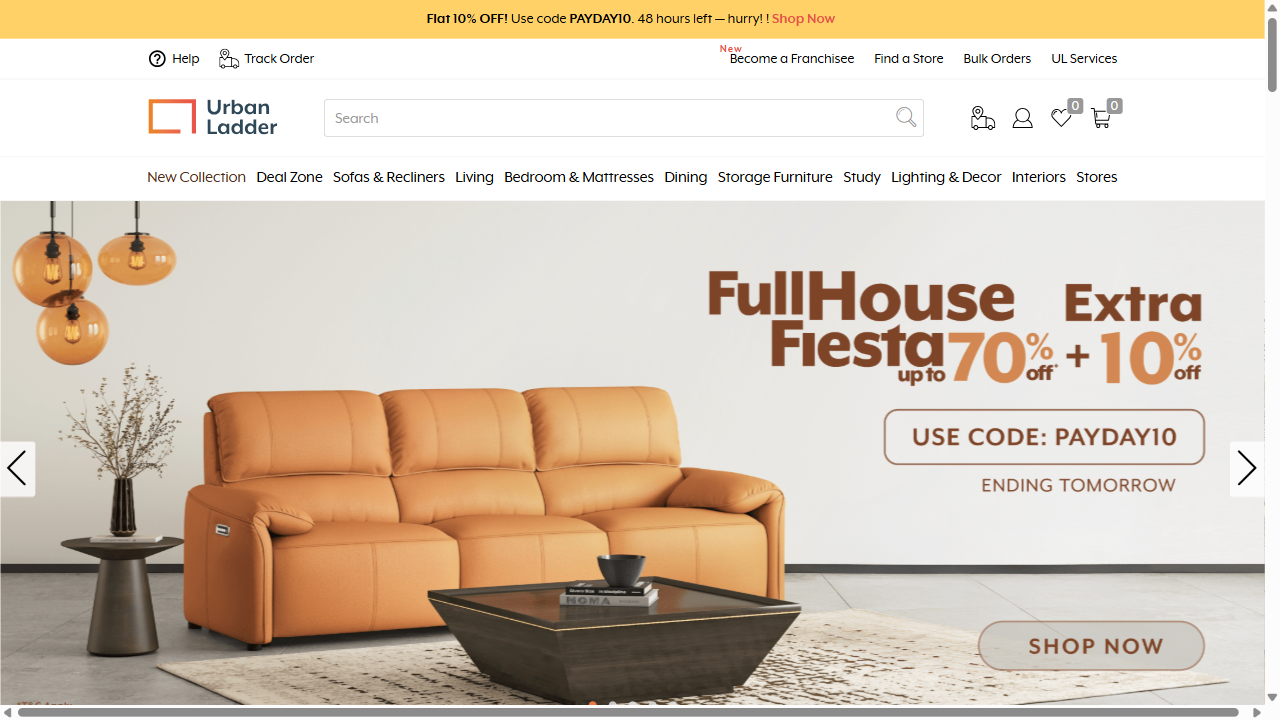 Flat 10% OFF! Use code PAYDAY10. 48 hours left — hurry! ! Shop Now
Help
Track Order
New
Become a Franchisee
Find a Store
Bulk Orders
UL Services
Urban
Ladder
Search
0
0
New Collection
Deal Zone
Sofas & Recliners
Living
Bedroom & Mattresses
Dining
Storage Furniture
Study
Lighting & Decor
Interiors
Stores
FullHouse
Fiesta
up to 70% off* + Extra 10% off
USE CODE: PAYDAY10
ENDING TOMORROW
SHOP NOW